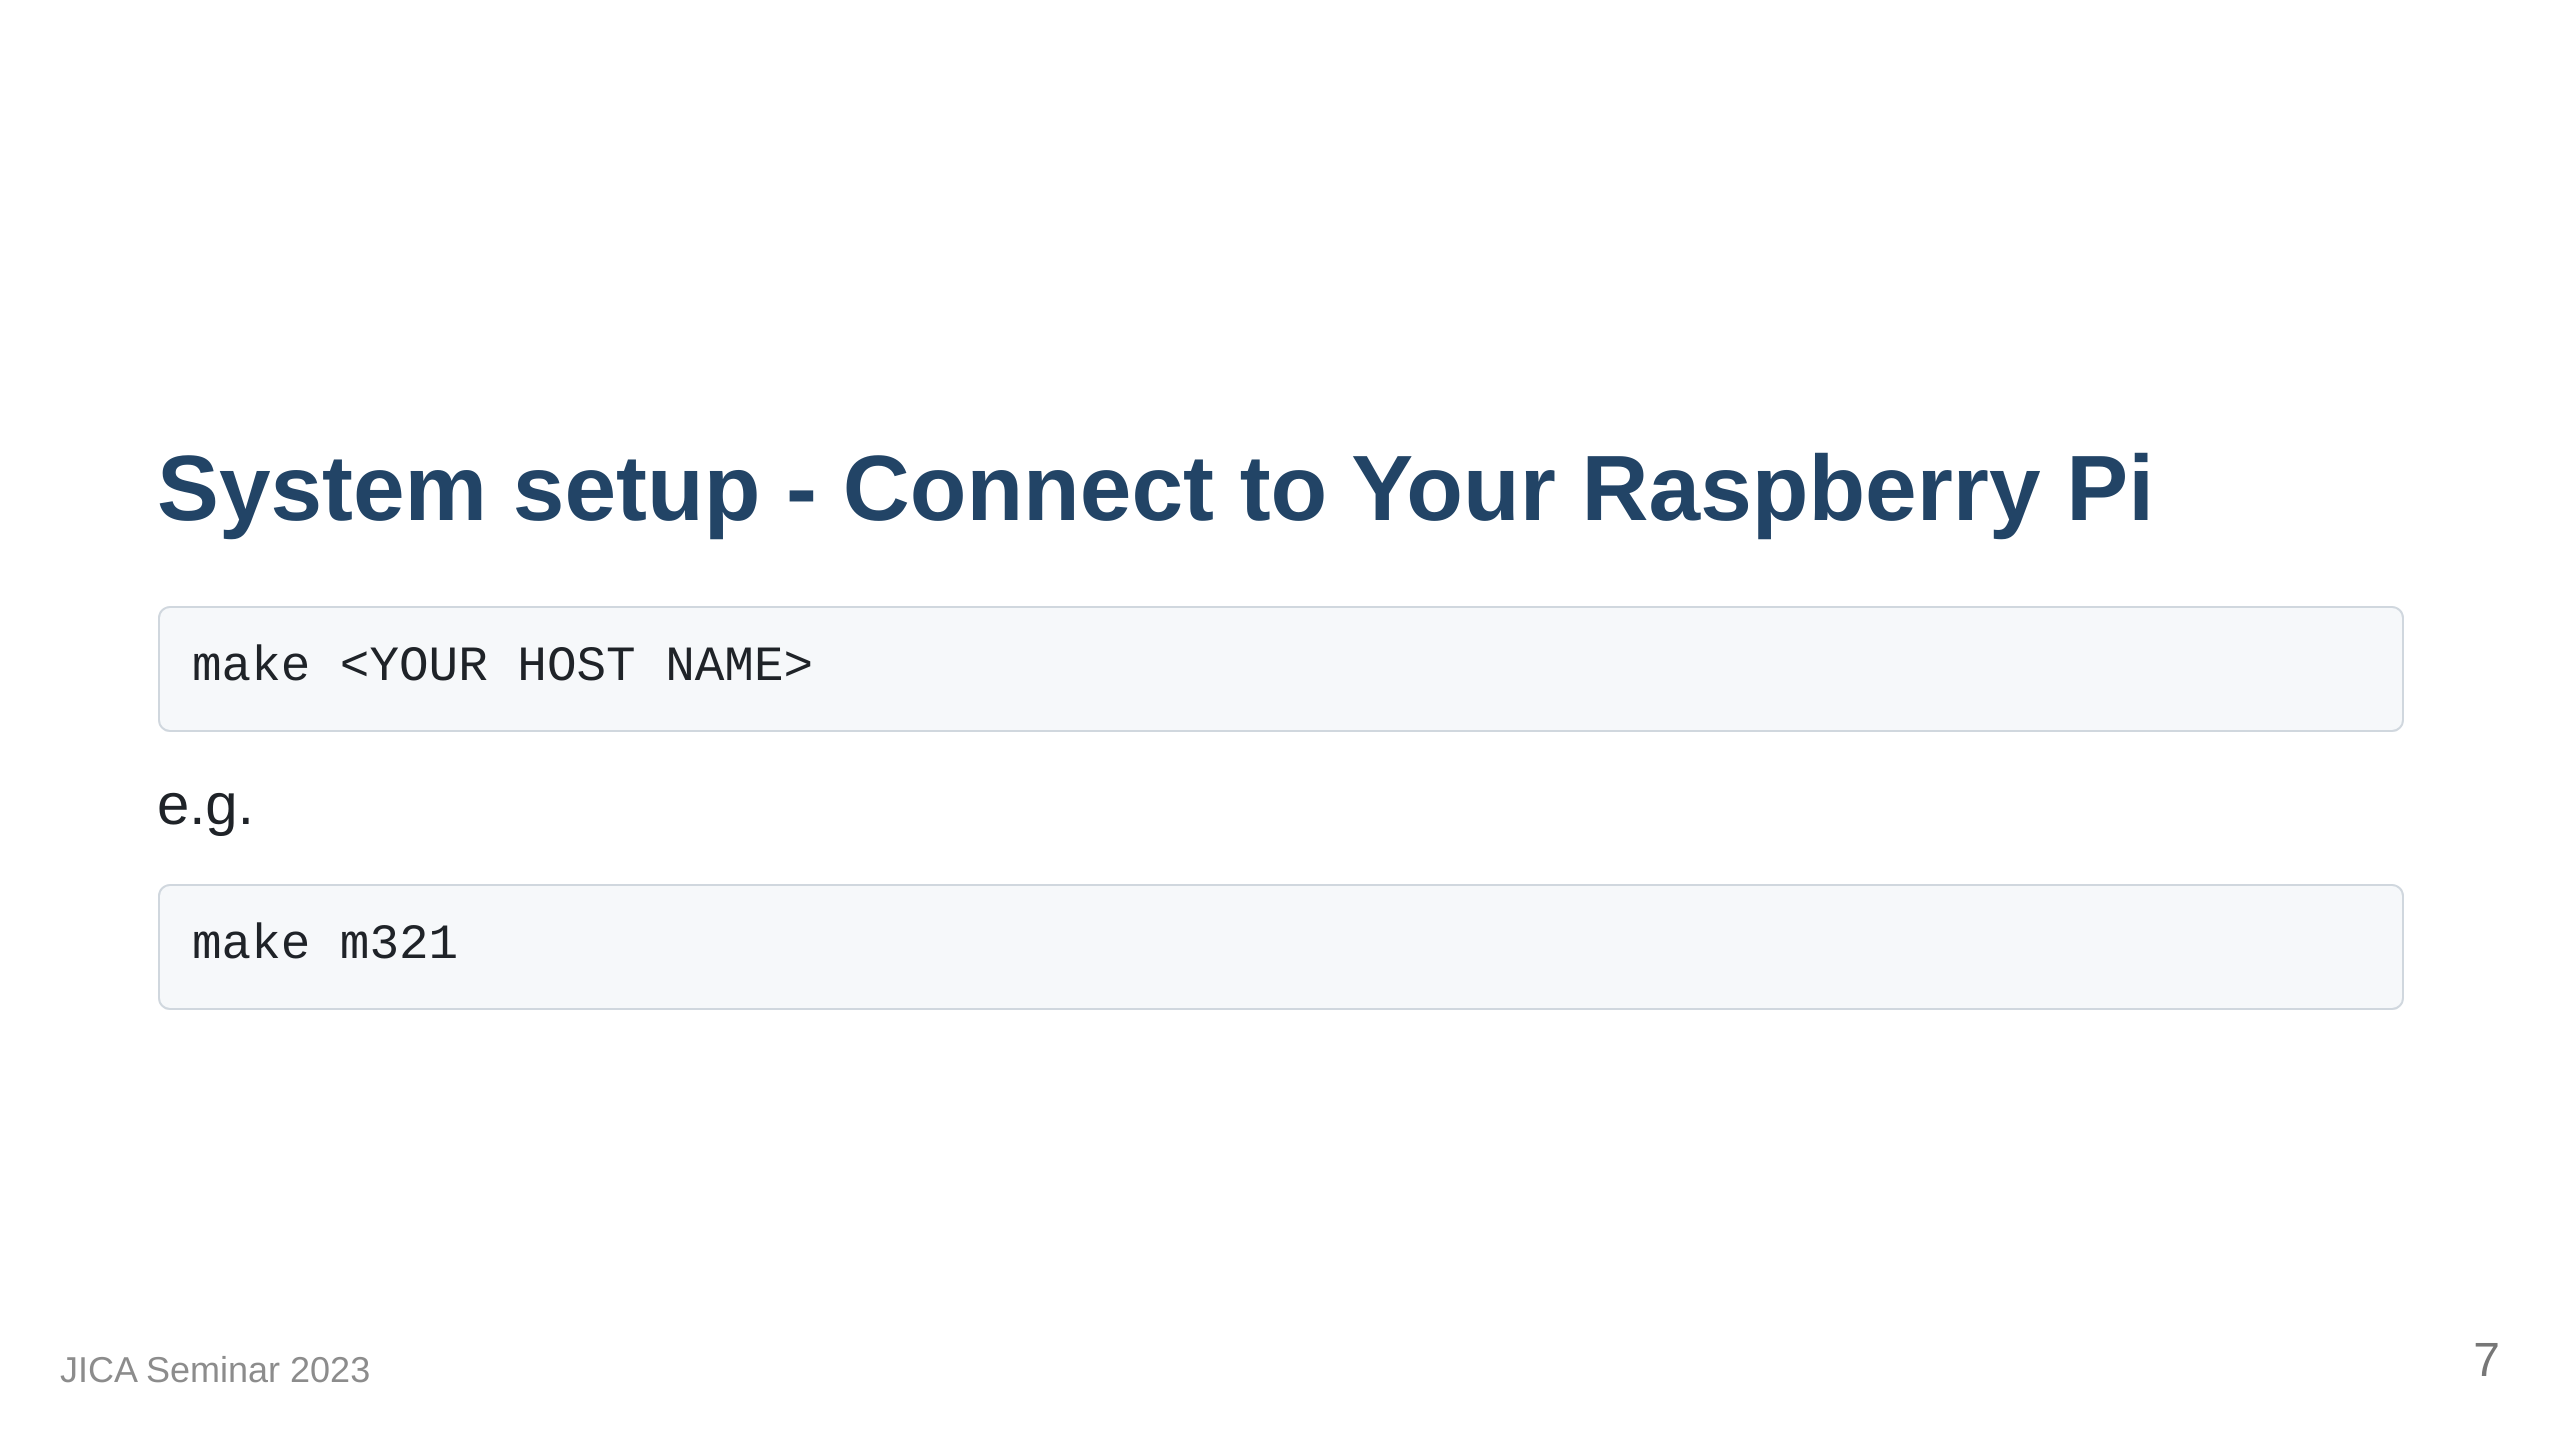 System setup - Connect to Your Raspberry Pi
make <YOUR HOST NAME>
e.g.
make m321
JICA Seminar 2023
7